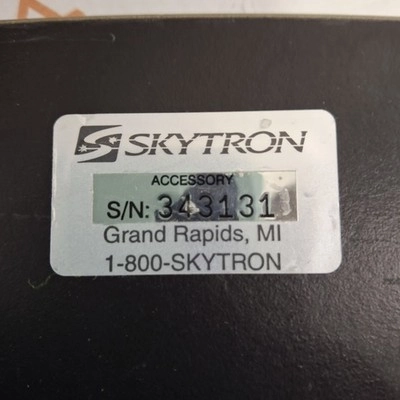 SKYTRON
ACCESSORY
S/N: 343131
Grand Rapids, MI
1-800-SKYTRON